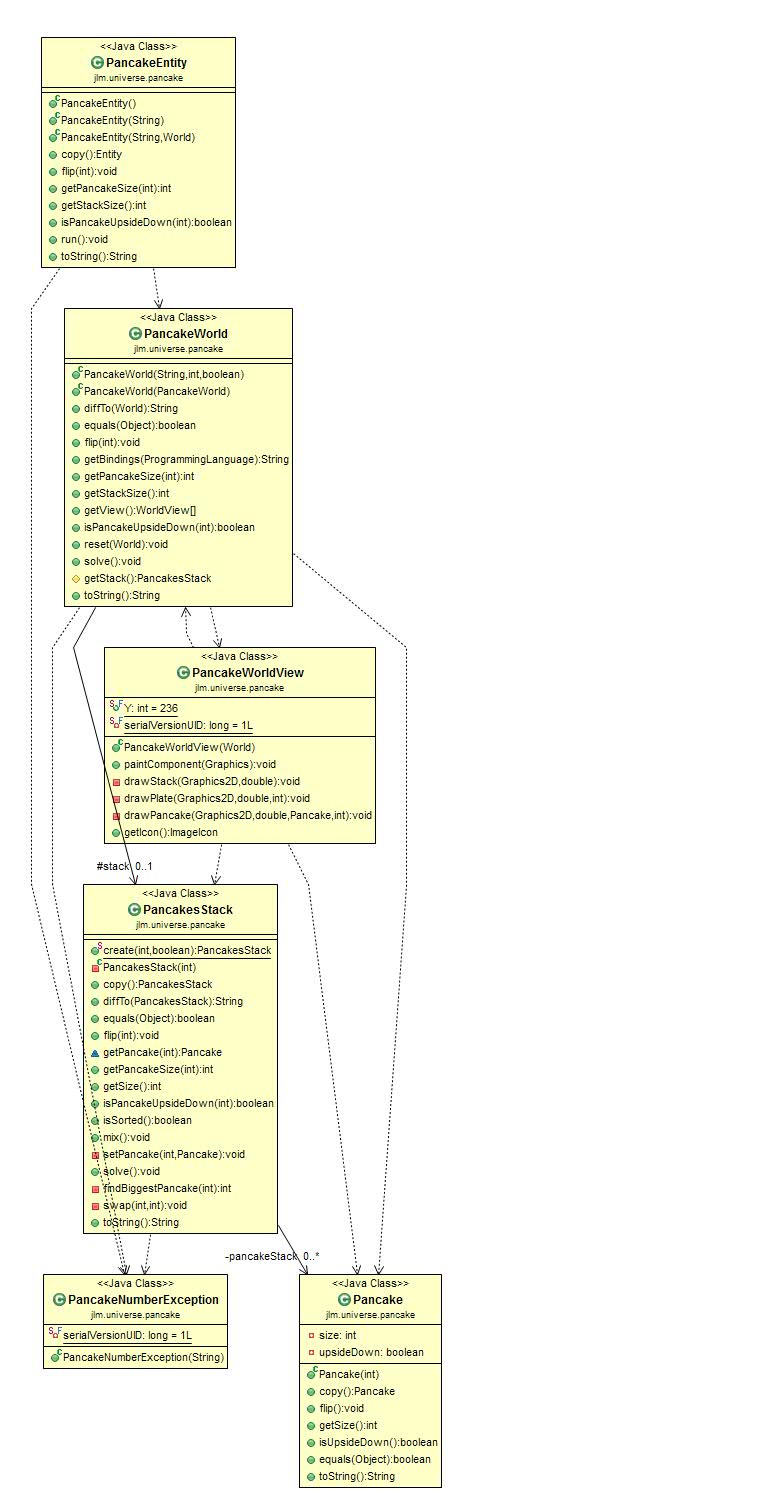 <<Java Class>>
PancakeEntity
jlm.universe.pancake
PancakeEntity()
PancakeEntity(String)
PancakeEntity(String,World)
copy():Entity
flip(int):void
getPancakeSize(int):int
getStackSize():int
isPancakeUpsideDown(int):boolean
run():void
toString():String
<<Java Class>>
PancakeWorld
jlm.universe.pancake
PancakeWorld(String,int,boolean)
PancakeWorld(PancakeWorld)
diffTo(World):String
equals(Object):boolean
flip(int):void
getBindings(ProgrammingLanguage):String
getPancakeSize(int):int
getStackSize():int
getView():WorldView[]
isPancakeUpsideDown(int):boolean
reset(World):void
solve():void
getStack():PancakesStack
toString():String
<<Java Class>>
PancakeWorldView
jlm.universe.pancake
Y: int = 236
serialVersionUID: long = 1L
PancakeWorldView(World)
paintComponent(Graphics):void
drawStack(Graphics2D,double):void
drawPlate(Graphics2D,double,int):void
drawPancake(Graphics2D,double,Pancake,int):void
getIcon():ImageIcon
#stack 0..1
<<Java Class>>
PancakesStack
jlm.universe.pancake
create(int,boolean):PancakesStack
PancakesStack(int)
copy():PancakesStack
diffTo(PancakesStack):String
equals(Object):boolean
flip(int):void
getPancake(int):Pancake
getPancakeSize(int):int
getSize():int
isPancakeUpsideDown(int):boolean
isSorted():boolean
mix():void
setPancake(int,Pancake):void
solve():void
findBiggestPancake(int):int
swap(int,int):void
toString():String
-pancakeStack 0..*
<<Java Class>>
PancakeNumberException
jlm.universe.pancake
serialVersionUID: long = 1L
PancakeNumberException(String)
<<Java Class>>
Pancake
jlm.universe.pancake
size: int
upsideDown: boolean
Pancake(int)
copy():Pancake
flip():void
getSize():int
isUpsideDown():boolean
equals(Object):boolean
toString():String